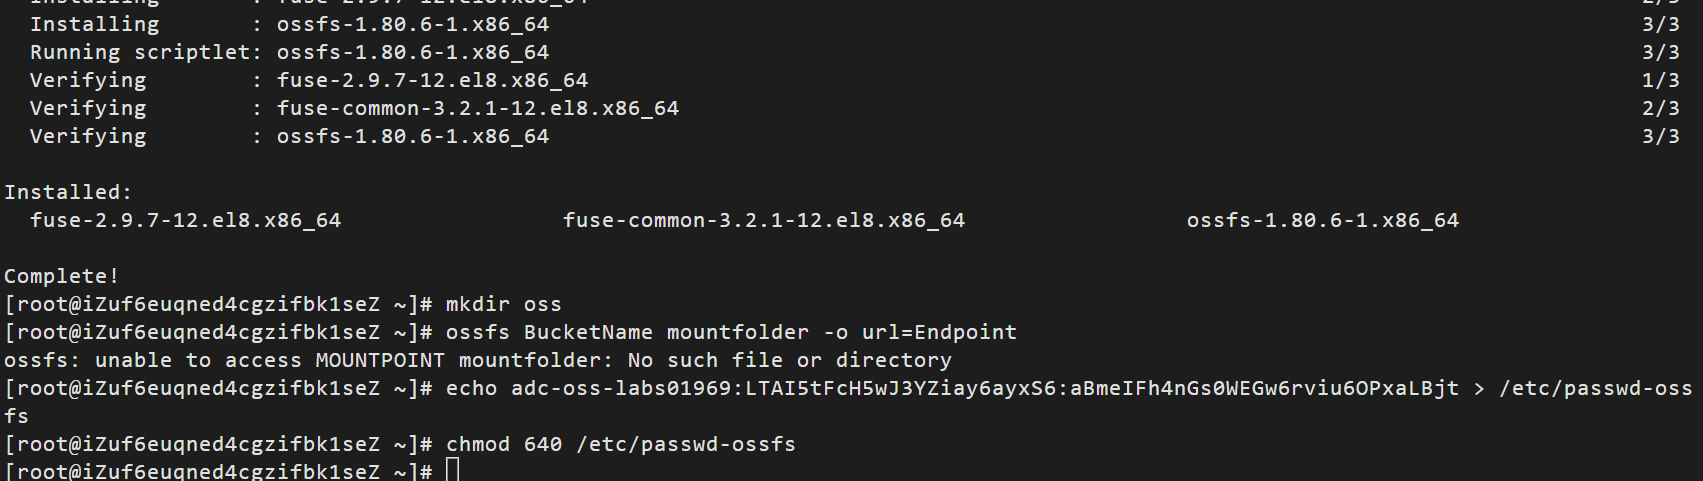 Installing : fuse-2.9.7-12.el8.x86_64 2/3
Installing : ossfs-1.80.6-1.x86_64 3/3
Running scriptlet: ossfs-1.80.6-1.x86_64 3/3
Verifying : fuse-2.9.7-12.el8.x86_64 1/3
Verifying : fuse-common-3.2.1-12.el8.x86_64 2/3
Verifying : ossfs-1.80.6-1.x86_64 3/3
Installed:
fuse-2.9.7-12.el8.x86_64 fuse-common-3.2.1-12.el8.x86_64 ossfs-1.80.6-1.x86_64
Complete!
[root@iZuf6euqned4cgzifbk1seZ ~]# mkdir oss
[root@iZuf6euqned4cgzifbk1seZ ~]# ossfs BucketName mountfolder -o url=Endpoint
ossfs: unable to access MOUNTPOINT mountfolder: No such file or directory
[root@iZuf6euqned4cgzifbk1seZ ~]# echo adc-oss-labs01969:LTAI5tFcH5wJ3YZiay6ayxS6:aBmeIFh4nGs0WEGw6rviu6OPxaLBjt > /etc/passwd-oss
fs
[root@iZuf6euqned4cgzifbk1seZ ~]# chmod 640 /etc/passwd-ossfs
[root@iZuf6euqned4cgzifbk1seZ ~]#